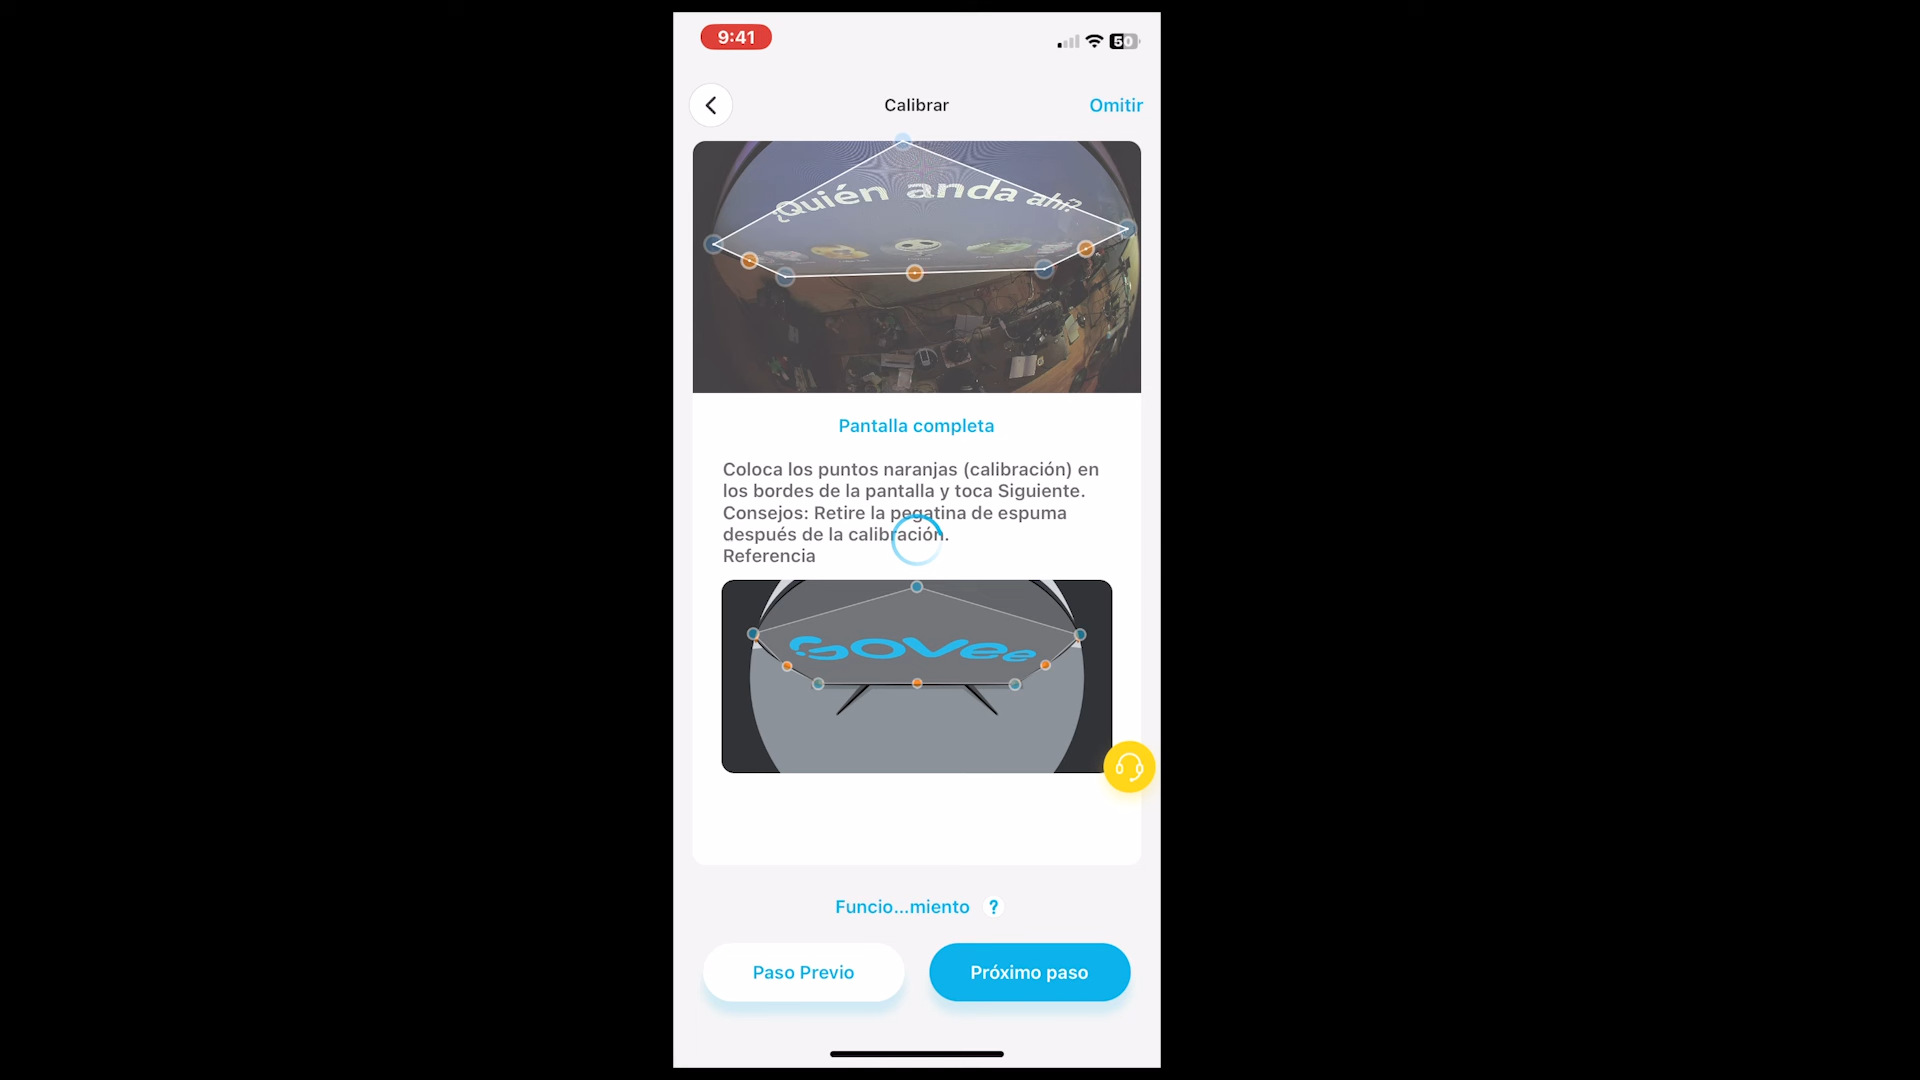 9:41
50
Calibrar
Omitir
¿Quién anda ahí?
Pantalla completa
Coloca los puntos naranjas (calibración) en
los bordes de la pantalla y toca Siguiente.
Consejos: Retire la pegatina de espuma
después de la calibración.
Referencia
GOVee
Funcio...miento ?
Paso Previo
Próximo paso